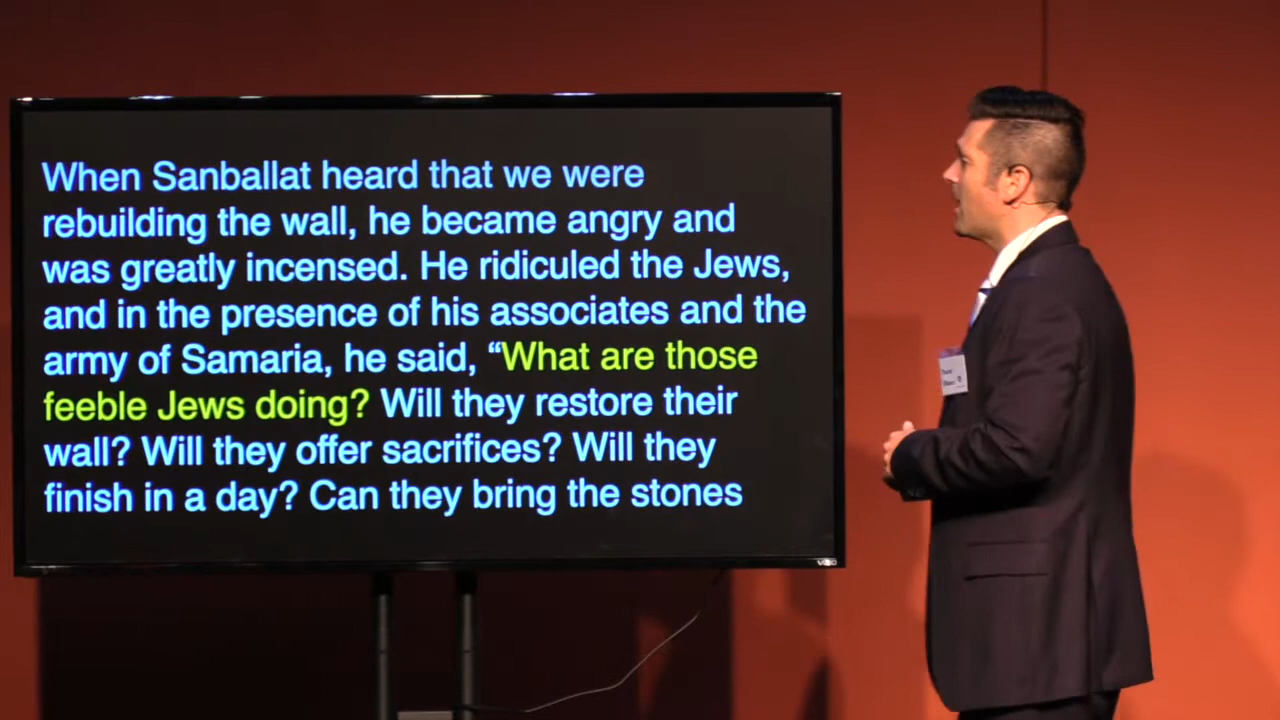 When Sanballat heard that we were
rebuilding the wall, he became angry and
was greatly incensed. He ridiculed the Jews,
and in the presence of his associates and the
army of Samaria, he said, “What are those
feeble Jews doing? Will they restore their
wall? Will they offer sacrifices? Will they
finish in a day? Can they bring the stones
VIZIO